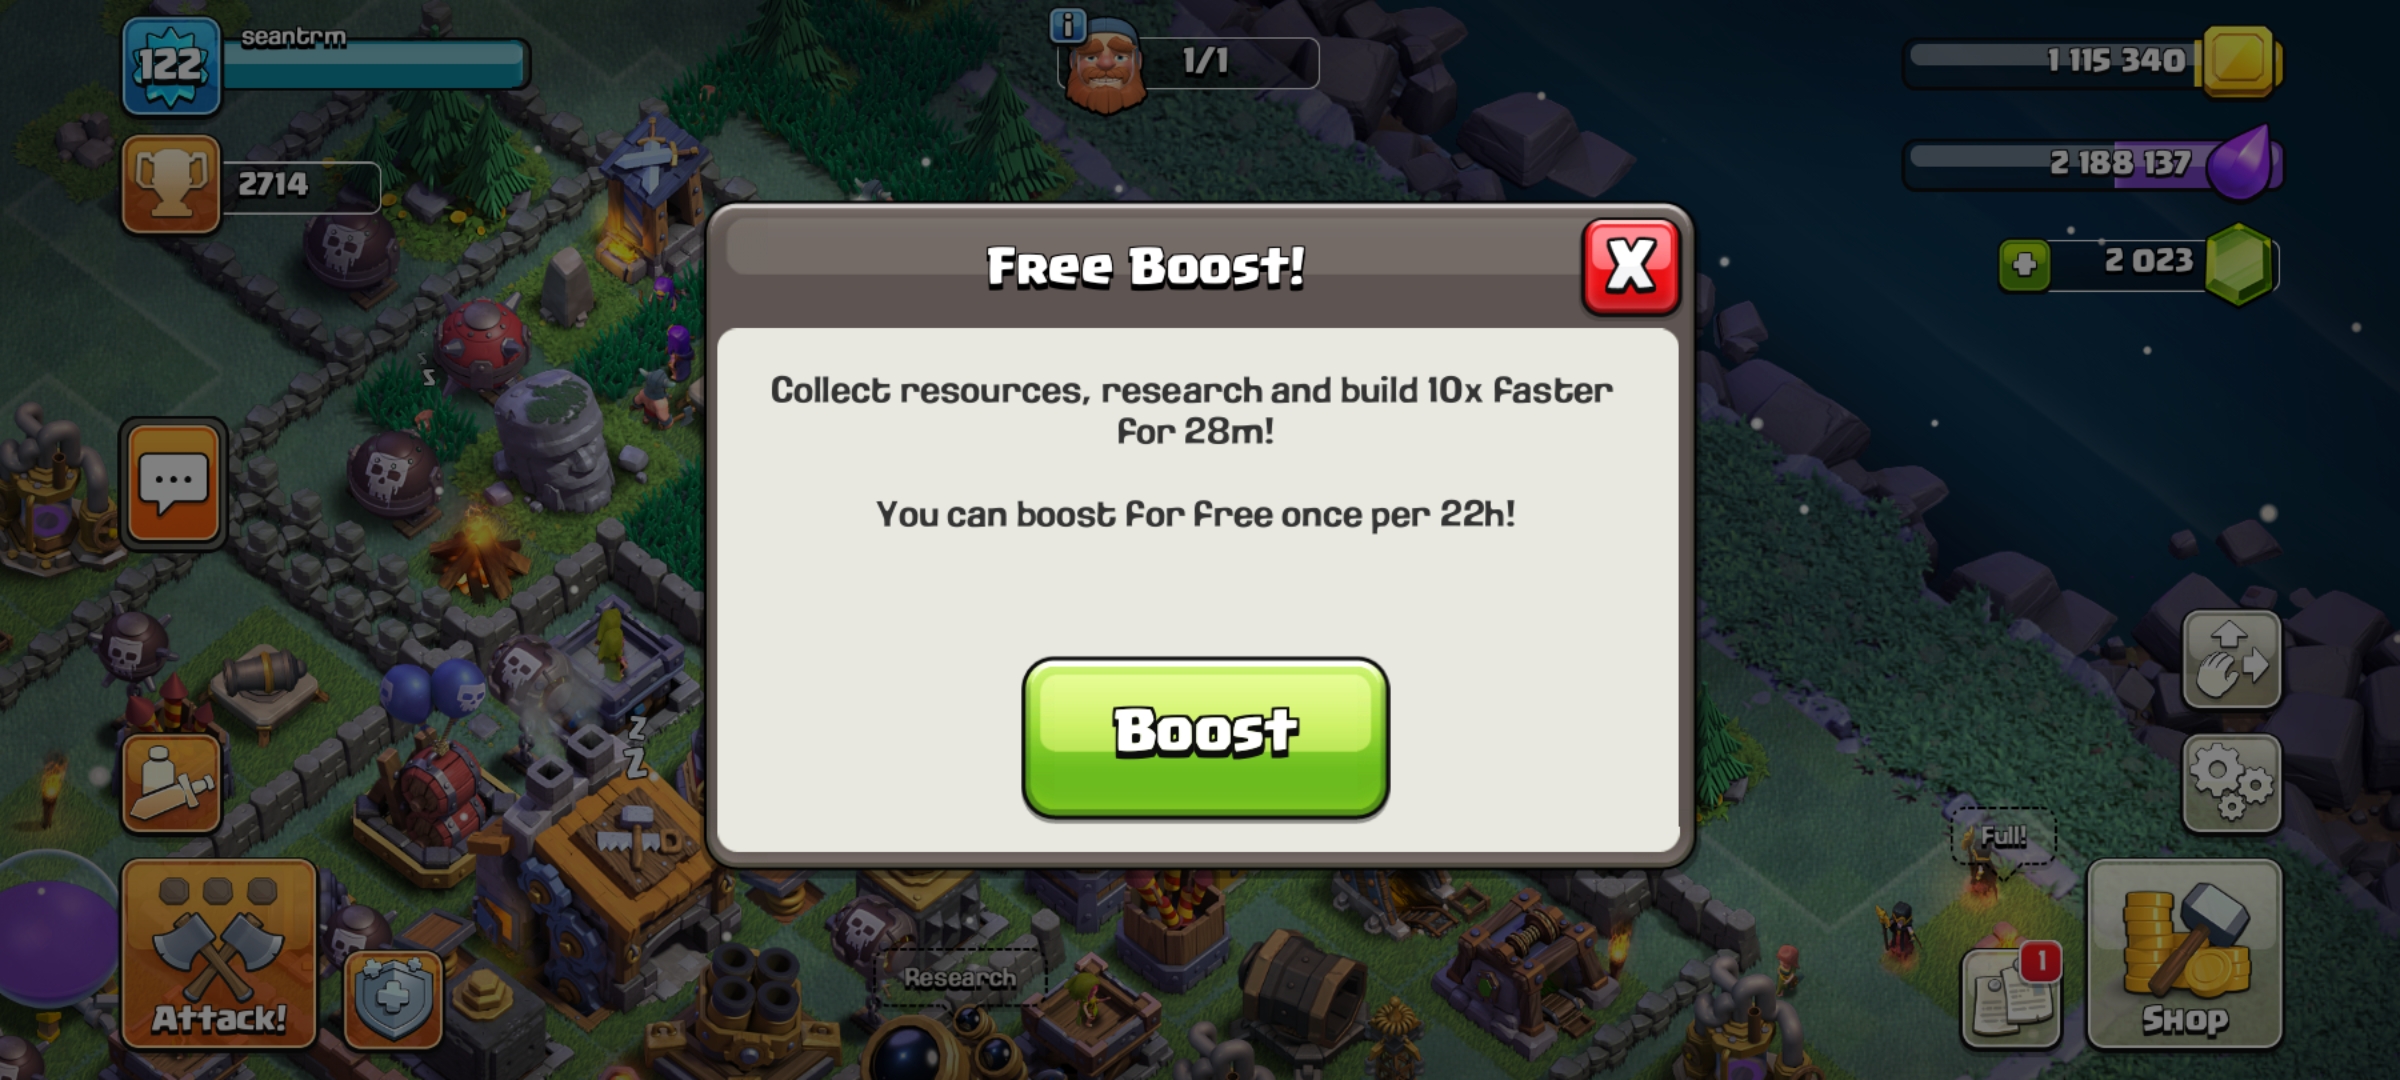 122
seantrm
1/1
1 115 340
2714
2 188 137
2 023
Free Boost!
X
Collect resources, research and build 10x faster
for 28m!
You can boost for free once per 22h!
Boost
z
z
s
s
Full!
Research
1
Attack!
Shop